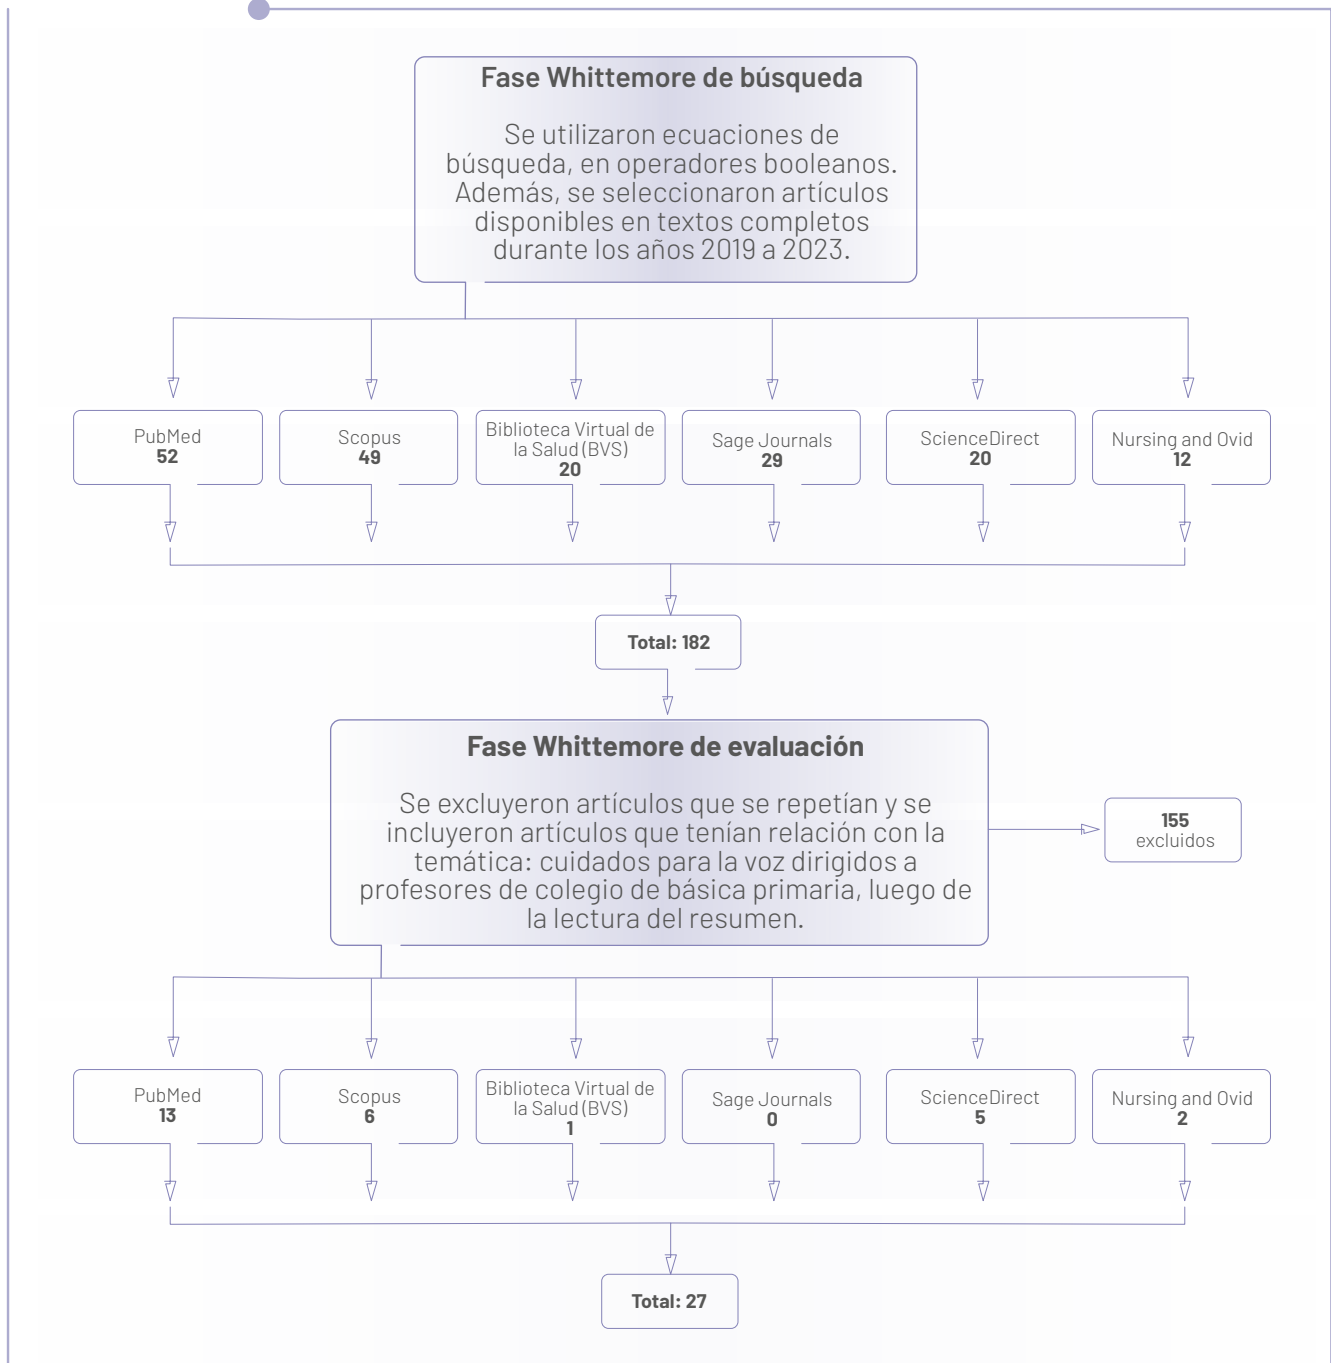 Fase Whittemore de búsqueda
Se utilizaron ecuaciones de
búsqueda, en operadores booleanos.
Además, se seleccionaron artículos
disponibles en textos completos
durante los años 2019 a 2023.
PubMed
52
Scopus
49
Biblioteca Virtual de
la Salud (BVS)
20
Sage Journals
29
ScienceDirect
20
Nursing and Ovid
12
Total: 182
Fase Whittemore de evaluación
Se excluyeron artículos que se repetían y se
incluyeron artículos que tenían relación con la
temática: cuidados para la voz dirigidos a
profesores de colegio de básica primaria, luego de
la lectura del resumen.
155
excluidos
PubMed
13
Scopus
6
Biblioteca Virtual de
la Salud (BVS)
1
Sage Journals
0
ScienceDirect
5
Nursing and Ovid
2
Total: 27